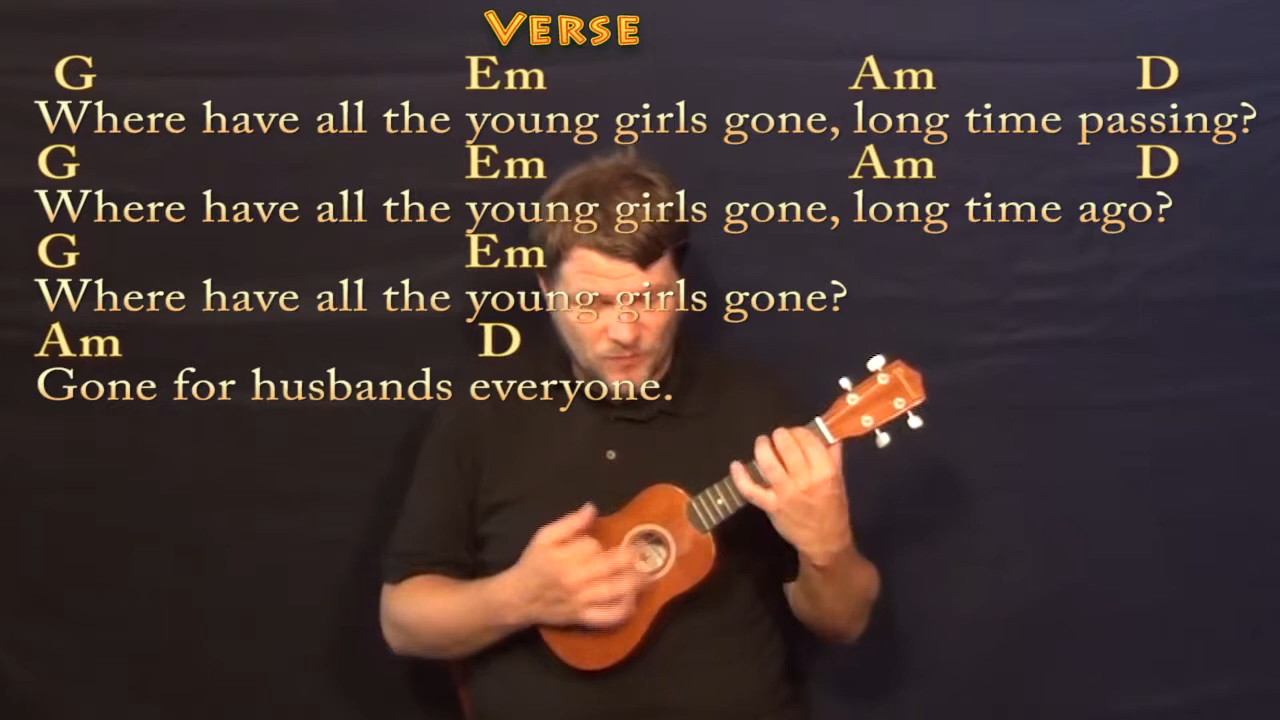 VERSE
G Em Am D
Where have all the young girls gone, long time passing?
G Em Am D
Where have all the young girls gone, long time ago?
G Em
Where have all the young girls gone?
Am D
Gone for husbands everyone.